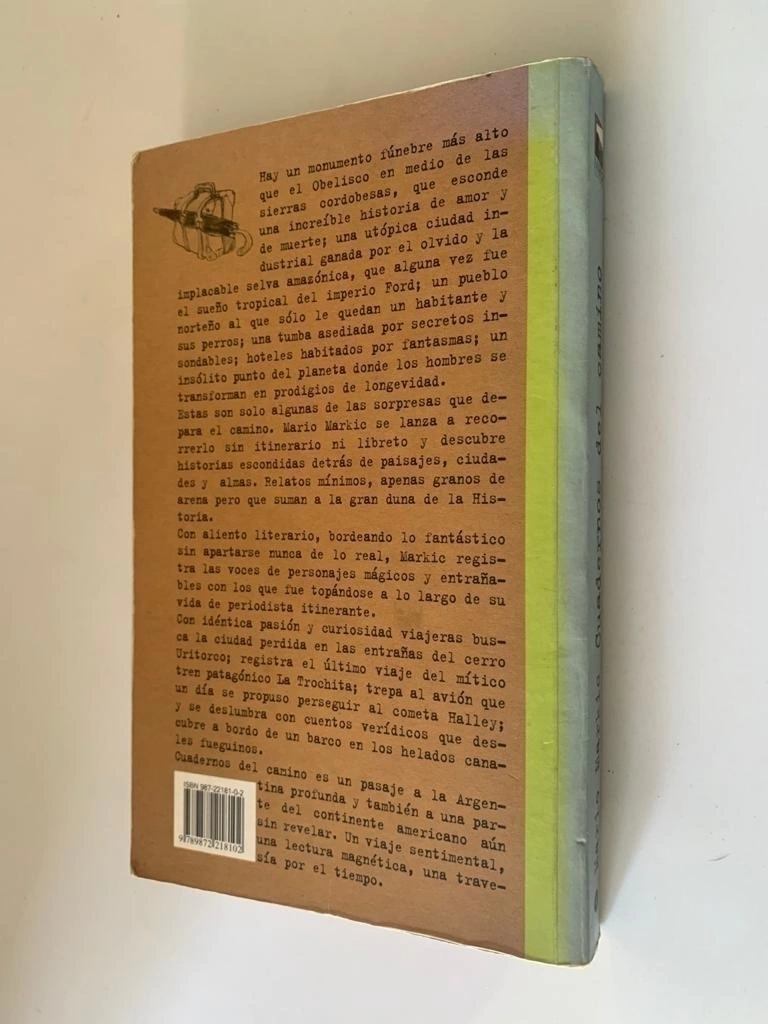 Hay un monumento fúnebre más alto
que el Obelisco en medio de las
sierras cordobesas, que esconde
una increíble historia de amor y
de muerte; una utópica ciudad in-
dustrial ganada por el olvido y la
implacable selva amazónica, que alguna vez fue
el sueño tropical del imperio Ford; un pueblo
norteño al que sólo le quedan un habitante y
sus perros; una tumba asediada por secretos in-
sondables; hoteles habitados por fantasmas; un
insólito punto del planeta donde los hombres se
transforman en prodigios de longevidad.
Estas son solo algunas de las sorpresas que de-
para el camino. Mario Markic se lanza a reco-
rrerlo sin itinerario ni libreto y descubre
historias escondidas detrás de paisajes, ciuda-
des y almas. Relatos mínimos, apenas granos de
arena pero que suman a la gran duna de la His-
toria.
Con aliento literario, bordeando lo fantástico
sin apartarse nunca de lo real, Markic regis-
tra las voces de personajes mágicos y entraña-
bles con los que fue topándose a lo largo de su
vida de periodista itinerante.
Con idéntica pasión y curiosidad viajeras bus-
ca la ciudad perdida en las entrañas del cerro
Uritorco; registra el último viaje del mítico
tren patagónico La Trochita; trepa al avión que
un día se propuso perseguir al cometa Halley;
y se deslumbra con cuentos verídicos que des-
cubre a bordo de un barco en los helados cana-
les fueguinos.
Cuadernos del camino es un pasaje a la Argen-
tina profunda y también a una par-
te del continente americano aún
sin revelar. Un viaje sentimental,
una lectura magnética, una trave-
sía por el tiempo.
ISBN 987-22181-0-2
9789872218102
Mario Markic Cuadernos del camino